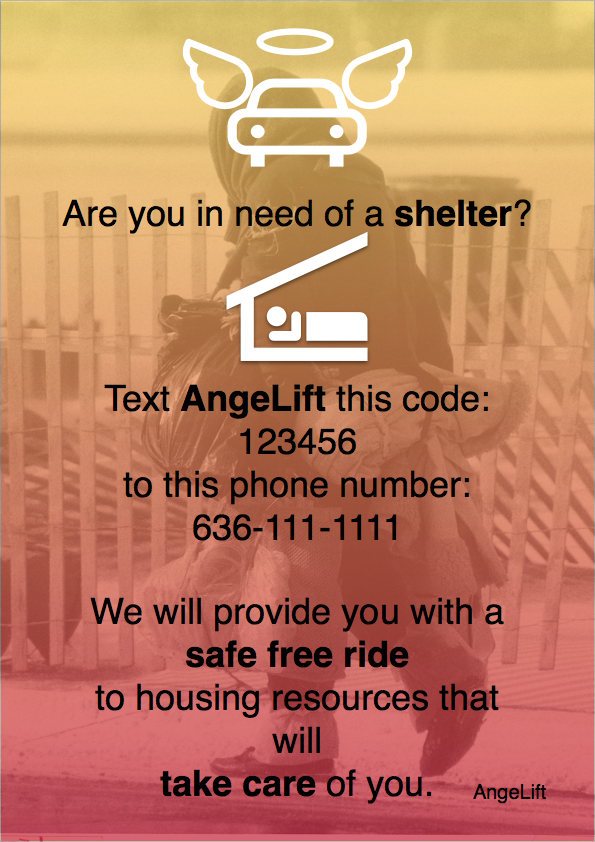 Are you in need of a shelter?
Text AngeLift this code:
123456
to this phone number:
636-111-1111
We will provide you with a
safe free ride
to housing resources that
will
take care of you.
AngeLift